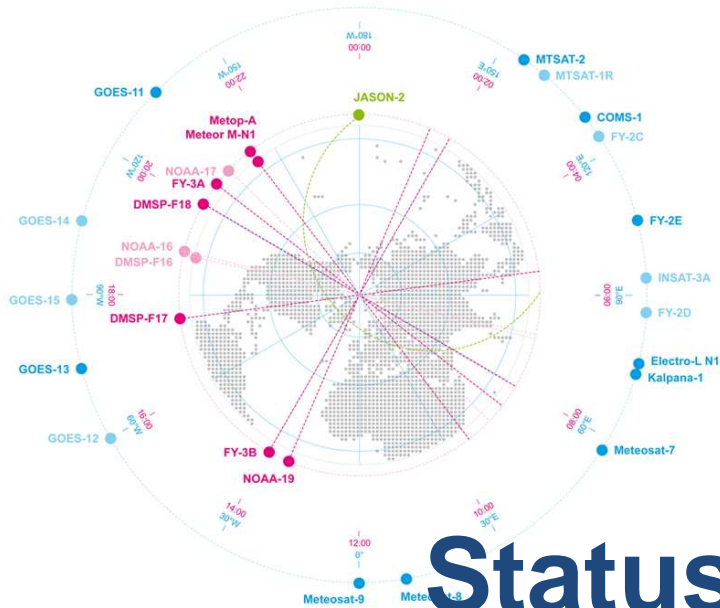 180°W
00:00
150°W
22:00
150°E
02:00
MTSAT-2
MTSAT-1R
GOES-11
JASON-2
COMS-1
FY-2C
Metop-A
Meteor M-N1
NOAA-17
FY-3A
DMSP-F18
120°W
20:00
120°E
04:00
GOES-14
FY-2E
NOAA-16
DMSP-F16
INSAT-3A
GOES-15
90°W
18:00
06:00
90°E
FY-2D
DMSP-F17
GOES-13
Electro-L N1
Kalpana-1
16:00
60°W
08:00
60°E
GOES-12
Meteosat-7
FY-3B
NOAA-19
14:00
30°W
10:00
30°E
12:00
0°
Meteosat-9
Meteosat-8
Status